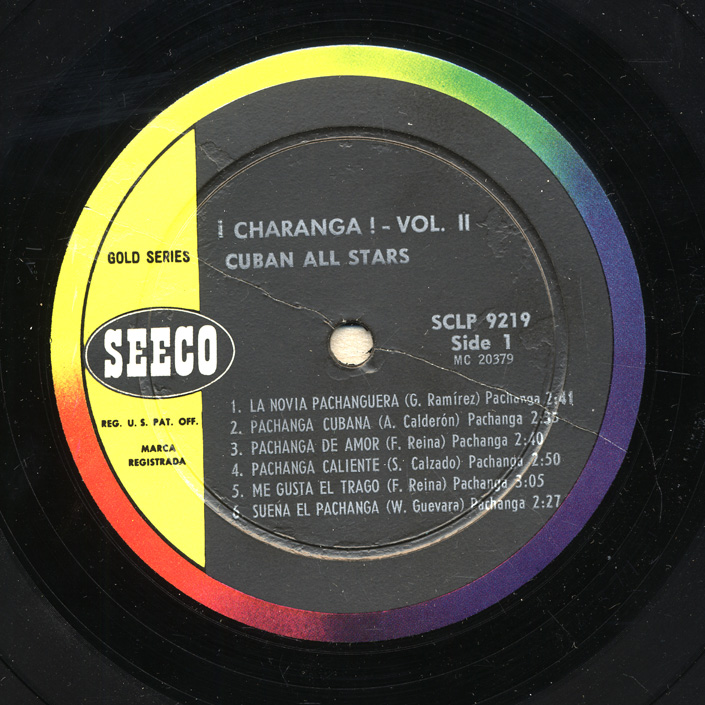 ¡ CHARANGA ! - VOL. II
CUBAN ALL STARS
GOLD SERIES
SEECO
REG. U. S. PAT. OFF.
MARCA
REGISTRADA
SCLP 9219
Side 1
MC 20379
1. LA NOVIA PACHANGUERA (G. Ramírez) Pachanga 2:41
2. PACHANGA CUBANA (A. Calderón) Pachanga 2:35
3. PACHANGA DE AMOR (F. Reina) Pachanga 2:40
4. PACHANGA CALIENTE (S. Calzado) Pachanga 2:50
5. ME GUSTA EL TRAGO (F. Reina) Pachanga 3:05
6 SUEÑA EL PACHANGA (W. Guevara) Pachanga 2:27